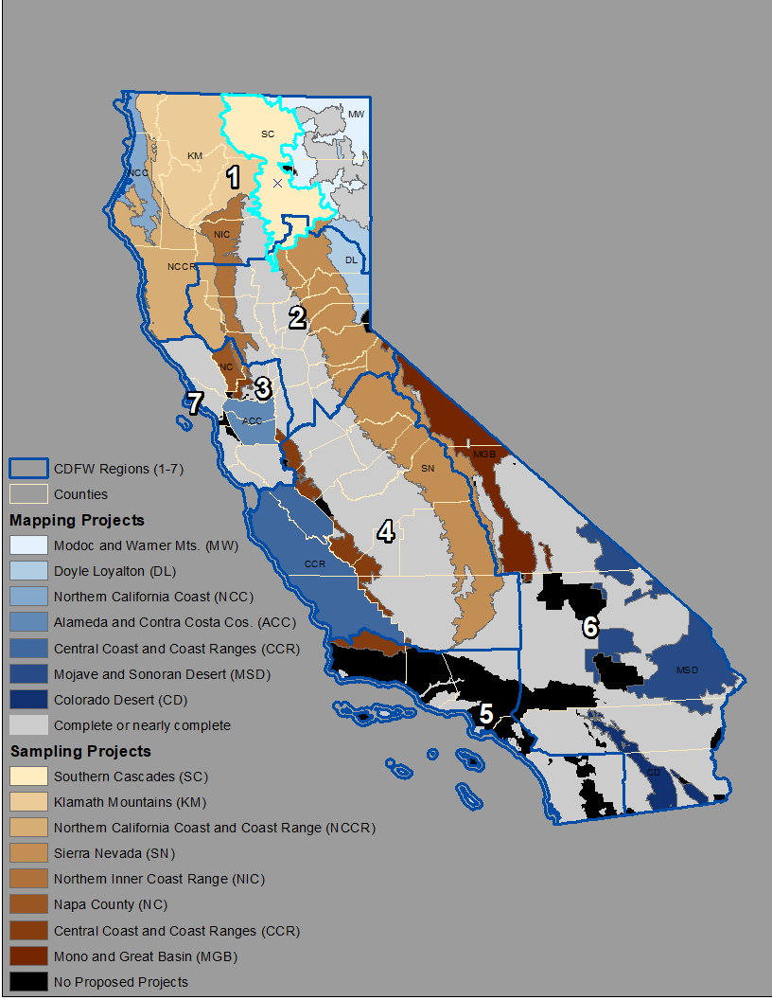 MW
SC
KM
1
NCC
NIC
DL
NCCR
2
NC
3
7
ACC
MGB
SN
CDFW Regions (1-7)
Counties
Mapping Projects
4
Modoc and Warner Mts. (MW)
CCR
Doyle Loyalton (DL)
Northern California Coast (NCC)
Alameda and Contra Costa Cos. (ACC)
6
Central Coast and Coast Ranges (CCR)
MSD
Mojave and Sonoran Desert (MSD)
Colorado Desert (CD)
5
Complete or nearly complete
Sampling Projects
CD
Southern Cascades (SC)
Klamath Mountains (KM)
Northern California Coast and Coast Range (NCCR)
Sierra Nevada (SN)
Northern Inner Coast Range (NIC)
Napa County (NC)
Central Coast and Coast Ranges (CCR)
Mono and Great Basin (MGB)
No Proposed Projects